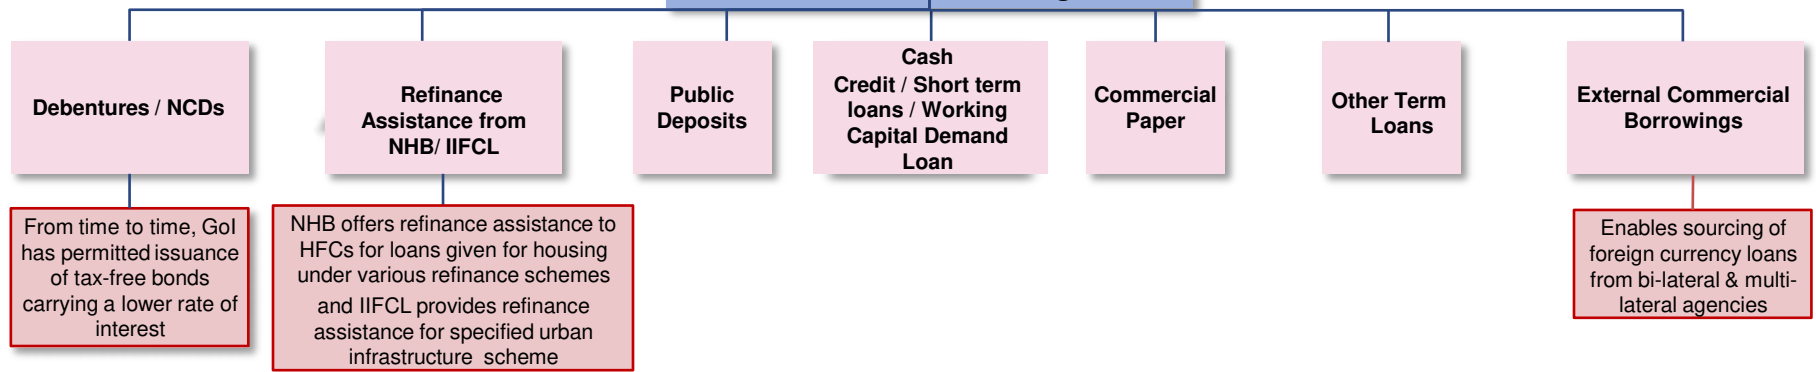 Debentures / NCDs
Refinance
Assistance from
NHB/ IIFCL
Public
Deposits
Cash
Credit / Short term
loans / Working
Capital Demand
Loan
Commercial
Paper
Other Term
Loans
External Commercial
Borrowings
From time to time, GoI
has permitted issuance
of tax-free bonds
carrying a lower rate of
interest
NHB offers refinance assistance to
HFCs for loans given for housing
under various refinance schemes
and IIFCL provides refinance
assistance for specified urban
infrastructure scheme
Enables sourcing of
foreign currency loans
from bi-lateral & multi-
lateral agencies